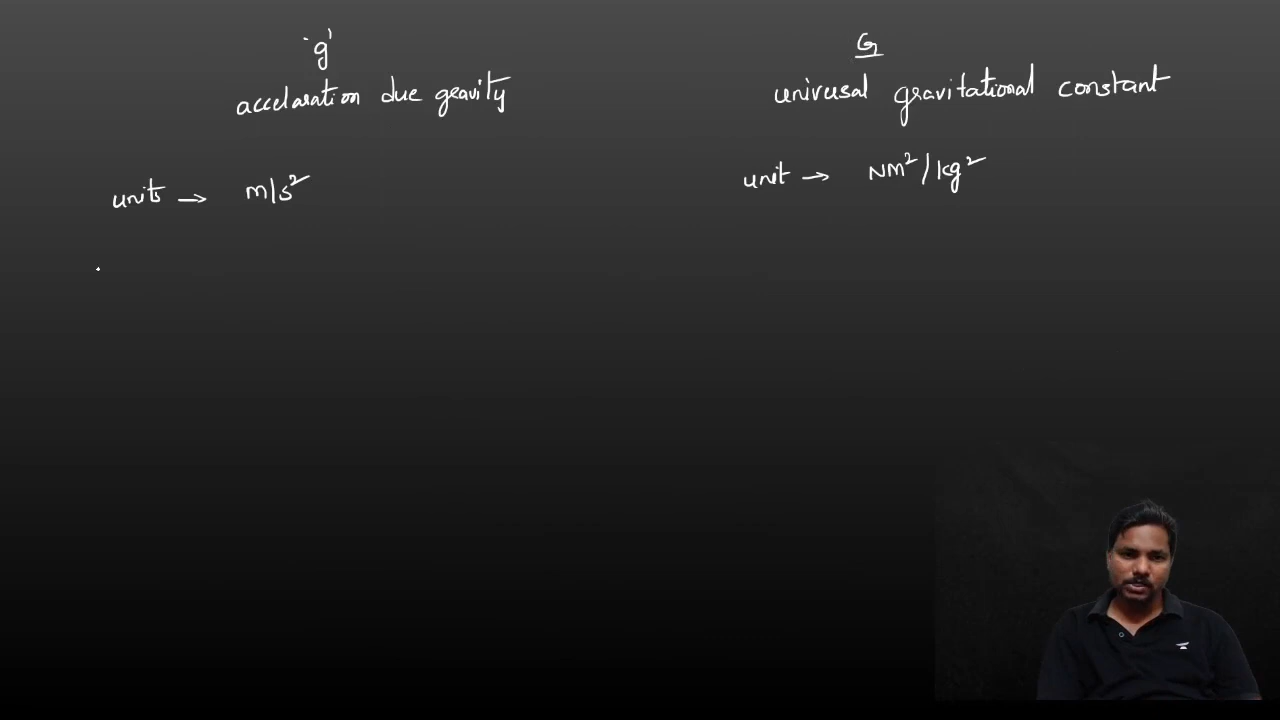 'g'
accelaration due gravity
units → m/s²
G
universal gravitational constant
unit → Nm²/kg²